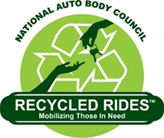 NATIONAL AUTO BODY COUNCIL
RECYCLED RIDES™
Mobilizing Those In Need